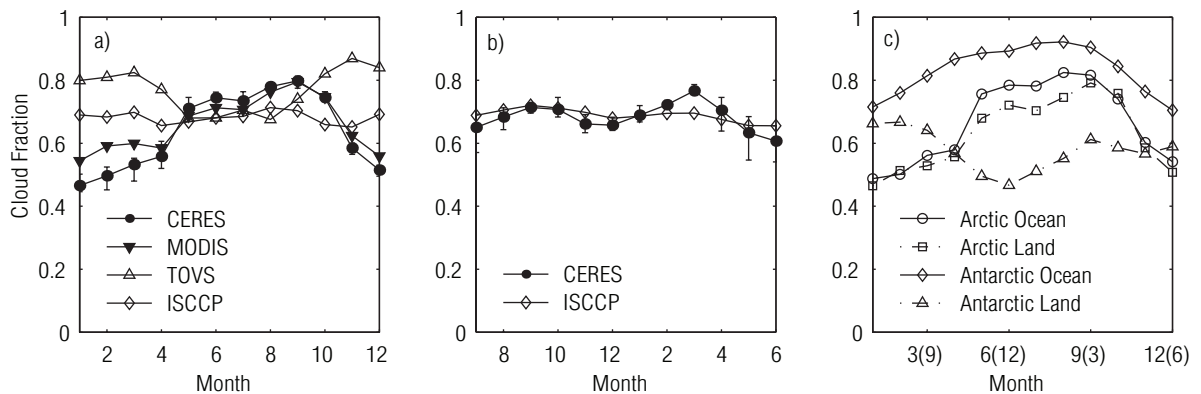 Cloud Fraction
a)
1
0.8
0.6
0.4
0.2
0
CERES
MODIS
TOVS
ISCCP
2 4 6 8 10 12
Month
b)
1
0.8
0.6
0.4
0.2
0
CERES
ISCCP
8 10 12 2 4 6
Month
c)
1
0.8
0.6
0.4
0.2
0
Arctic Ocean
Arctic Land
Antarctic Ocean
Antarctic Land
3(9) 6(12) 9(3) 12(6)
Month